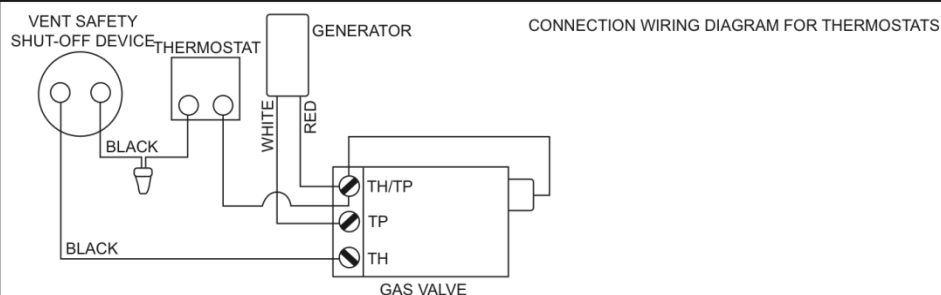 VENT SAFETY
SHUT-OFF DEVICE
THERMOSTAT
GENERATOR
CONNECTION WIRING DIAGRAM FOR THERMOSTATS
WHITE
RED
BLACK
TH/TP
TP
BLACK
TH
GAS VALVE